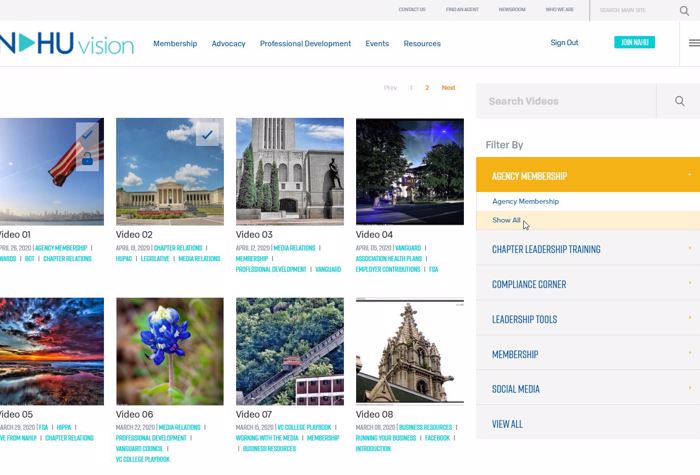 CONTACT US FIND AN AGENT NEWSROOM WHO WE ARE SEARCH MAIN SITE
NAHU vision Membership Advocacy Professional Development Events Resources Sign Out JOIN NAHU
Prev 1 2 Next
Search Videos
Filter By
AGENCY MEMBERSHIP
Agency Membership
Show All
CHAPTER LEADERSHIP TRAINING
COMPLIANCE CORNER
LEADERSHIP TOOLS
MEMBERSHIP
SOCIAL MEDIA
VIEW ALL
Video 01
PRIL 26, 2020 | AGENCY MEMBERSHIP |
WARDS | BOT | CHAPTER RELATIONS
Video 02
APRIL 19, 2020 | CHAPTER RELATIONS |
HUPAC | LEGISLATIVE | MEDIA RELATIONS
Video 03
APRIL 12, 2020 | MEDIA RELATIONS |
MEMBERSHIP |
PROFESSIONAL DEVELOPMENT | VANGUARD
Video 04
APRIL 05, 2020 | VANGUARD |
ASSOCIATION HEALTH PLANS |
EMPLOYER CONTRIBUTIONS | FSA
Video 05
ARCH 29, 2020 | FSA | HIPPA |
VE FROM NAHU! | CHAPTER RELATIONS
Video 06
MARCH 22, 2020 | MEDIA RELATIONS |
PROFESSIONAL DEVELOPMENT |
VANGUARD COUNCIL |
VC COLLEGE PLAYBOOK
Video 07
MARCH 15, 2020 | VC COLLEGE PLAYBOOK |
WORKING WITH THE MEDIA | MEMBERSHIP
| BUSINESS RESOURCES
Video 08
MARCH 08, 2020 | BUSINESS RESOURCES |
RUNNING YOUR BUSINESS | FACEBOOK |
INTRODUCTION